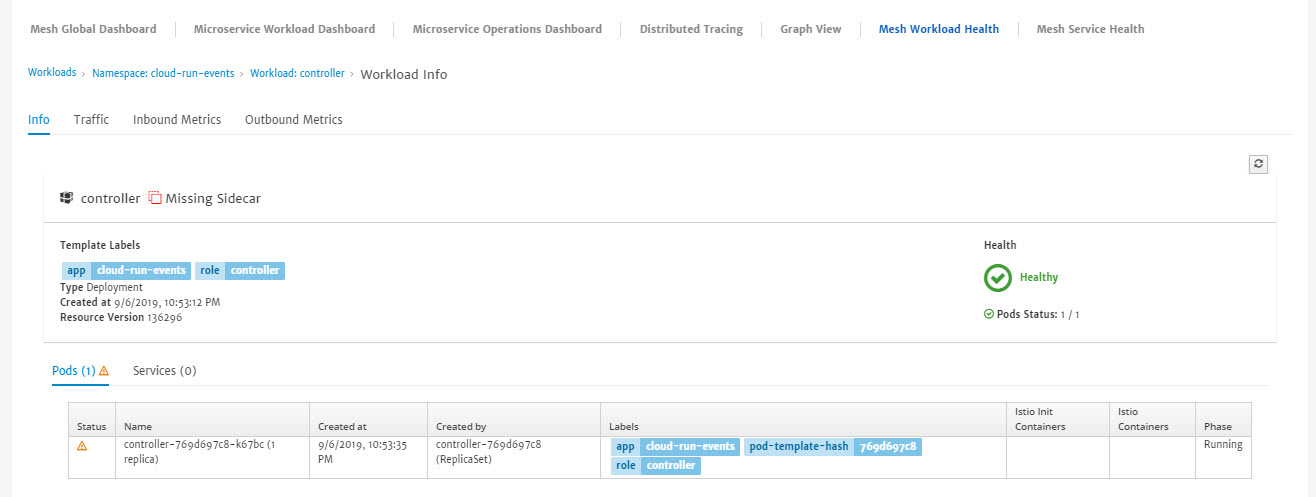 Mesh Global Dashboard Microservice Workload Dashboard Microservice Operations Dashboard Distributed Tracing Graph View Mesh Workload Health Mesh Service Health
Workloads › Namespace: cloud-run-events › Workload: controller › Workload Info
Info Traffic Inbound Metrics Outbound Metrics
controller Missing Sidecar
Template Labels
app cloud-run-events role controller
Type Deployment
Created at 9/6/2019, 10:53:12 PM
Resource Version 136296
Health
Healthy
Pods Status: 1 / 1
Pods (1) Services (0)
Status Name Created at Created by Labels Istio Init Containers Istio Containers Phase
controller-769d697c8-k67bc (1 replica) 9/6/2019, 10:53:35 PM controller-769d697c8 (ReplicaSet) app cloud-run-events pod-template-hash 769d697c8 role controller Running